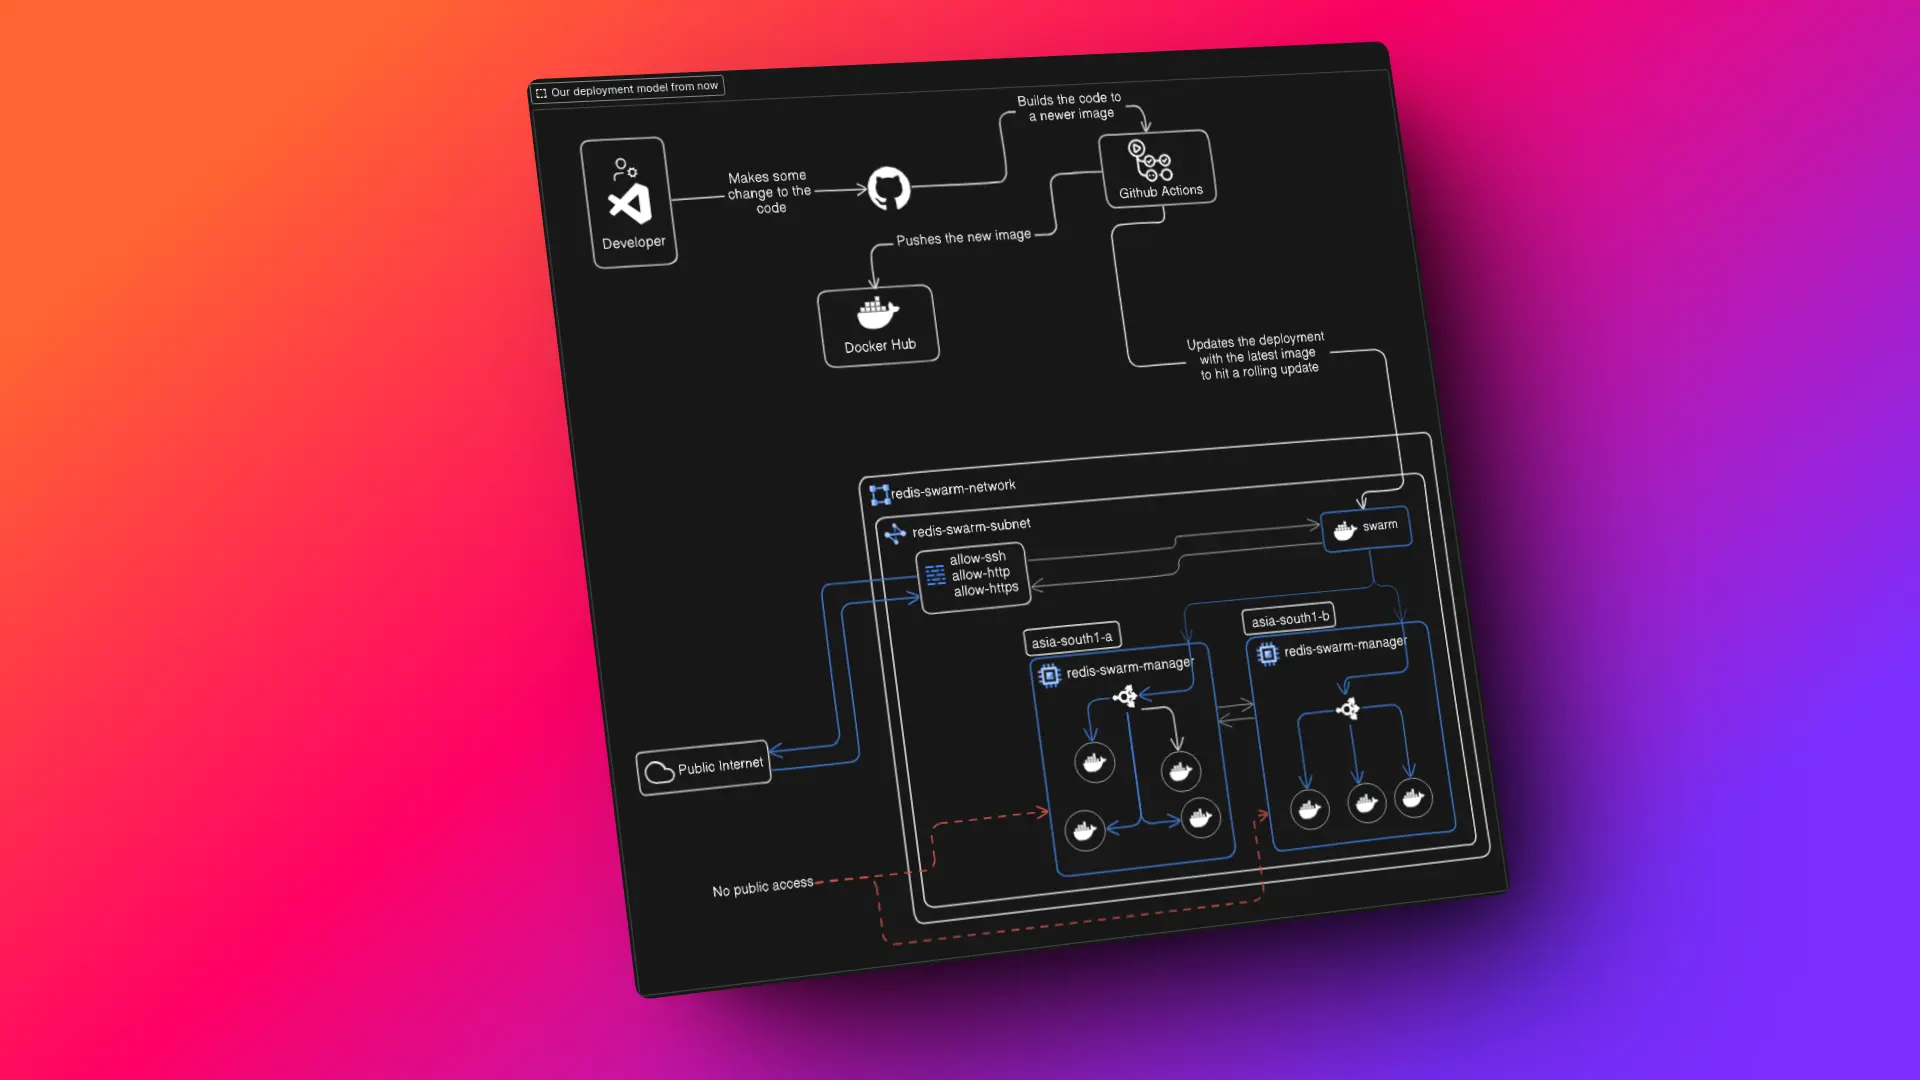 Our deployment model from now
Builds the code to
a newer image
Makes some
change to the
code
Github Actions
Developer
Pushes the new image
Docker Hub
Updates the deployment
with the latest image
to hit a rolling update
redis-swarm-network
redis-swarm-subnet
swarm
allow-ssh
allow-http
allow-https
asia-south1-a
asia-south1-b
redis-swarm-manager
redis-swarm-manager
Public Internet
No public access